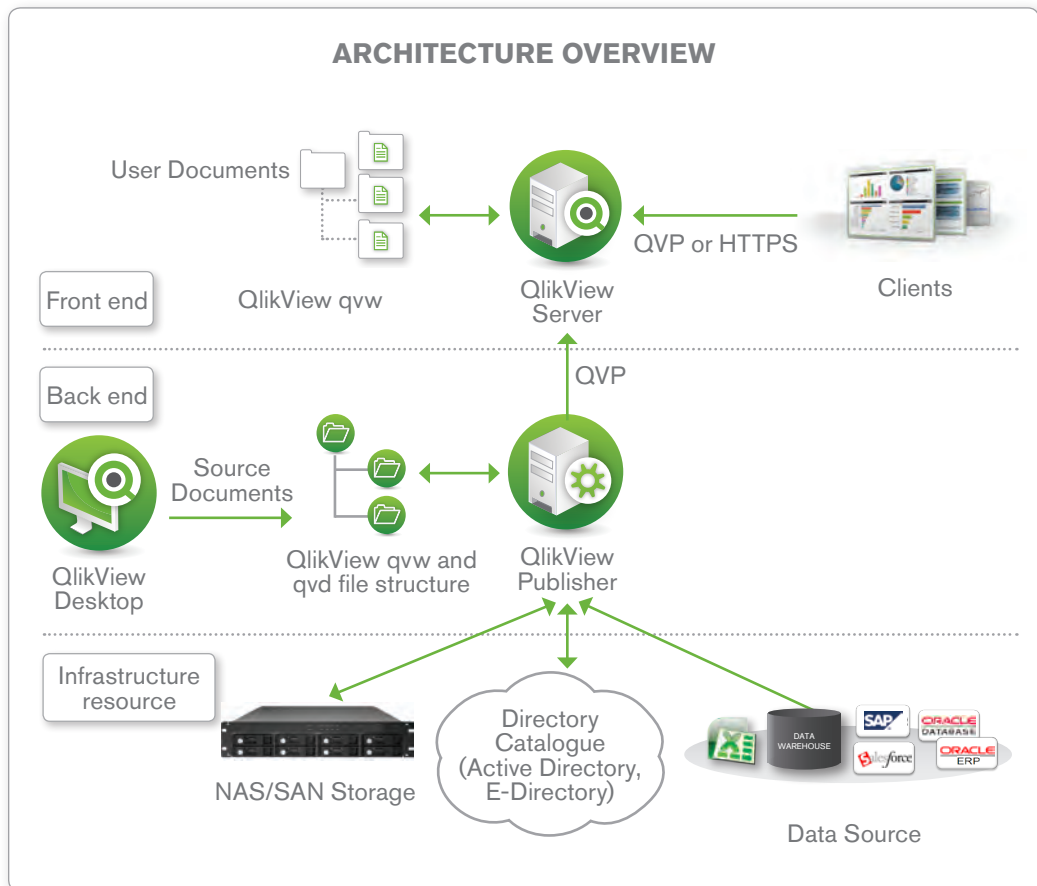 ARCHITECTURE OVERVIEW
User Documents
QlikView qvw
QlikView
Server
QVP or HTTPS
Clients
Front end
QVP
Back end
Source
Documents
QlikView
Desktop
QlikView qvw and
qvd file structure
QlikView
Publisher
Infrastructure
resource
NAS/SAN Storage
Directory
Catalogue
(Active Directory,
E-Directory)
DATA
WAREHOUSE
SAP
ORACLE
DATABASE
salesforce
ORACLE
ERP
Data Source